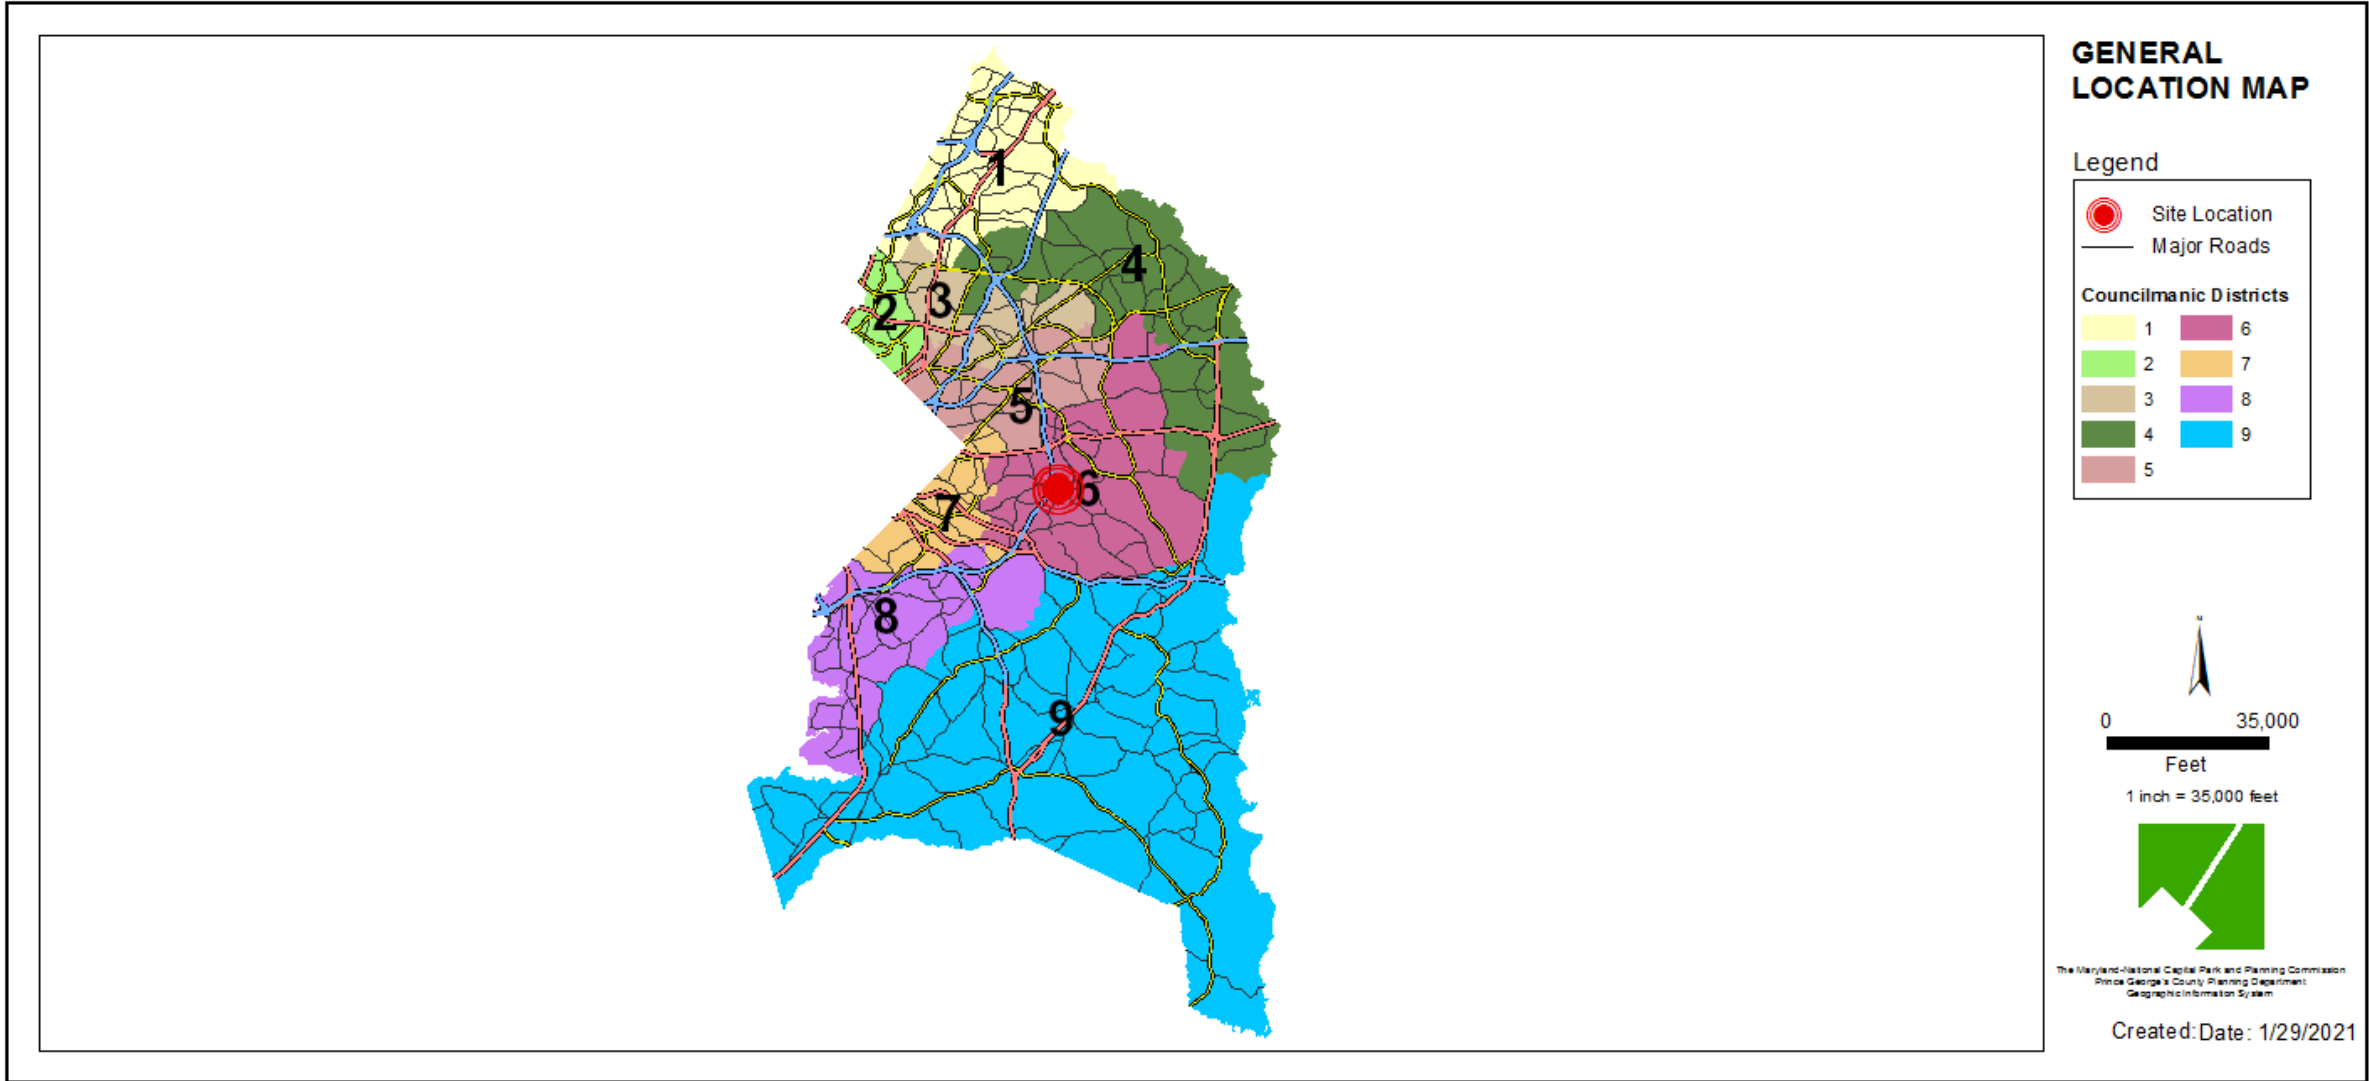 GENERAL
LOCATION MAP
Legend
Site Location
Major Roads
Councilmanic Districts
1 6
2 7
3 8
4 9
5
1
4
3
2
5
6
7
8
9
N
0 35,000
Feet
1 inch = 35,000 feet
The Maryland-National Capital Park and Planning Commission
Prince George's County Planning Department
Geographic Information System
Created: Date: 1/29/2021